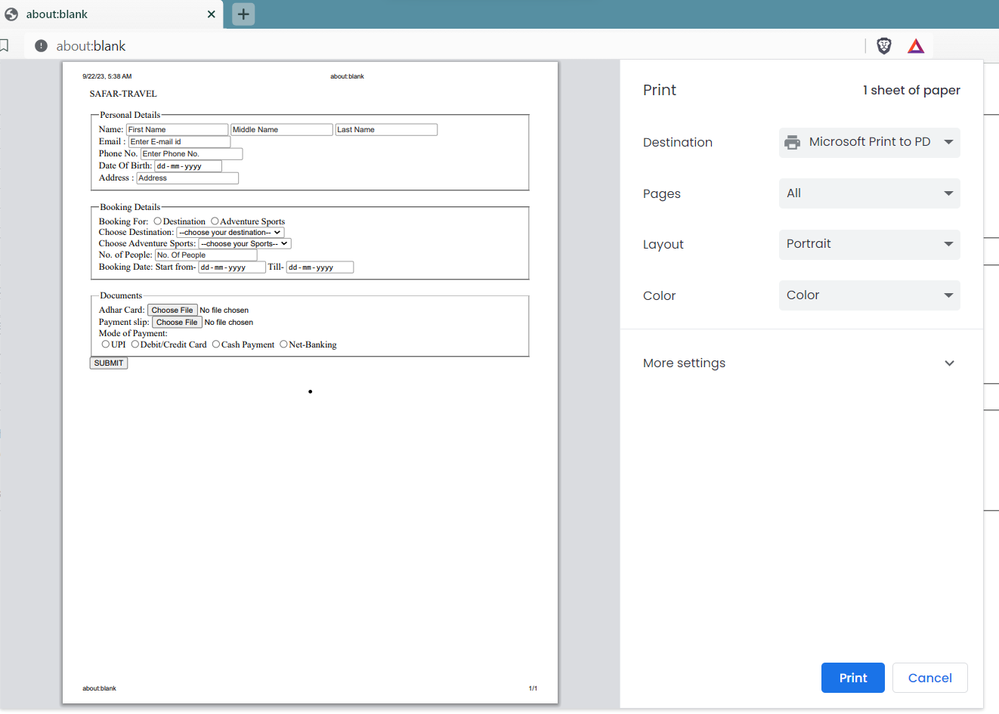 about:blank
about:blank
9/22/23, 5:38 AM about:blank
SAFAR-TRAVEL
Personal Details
Name: First Name Middle Name Last Name
Email : Enter E-mail id
Phone No. Enter Phone No.
Date Of Birth: dd-mm-yyyy
Address : Address
Booking Details
Booking For: Destination Adventure Sports
Choose Destination: --choose your destination--
Choose Adventure Sports: --choose your Sports--
No. of People: No. Of People
Booking Date: Start from- dd-mm-yyyy Till- dd-mm-yyyy
Documents
Adhar Card: Choose File No file chosen
Payment slip: Choose File No file chosen
Mode of Payment:
UPI Debit/Credit Card Cash Payment Net-Banking
SUBMIT
about:blank 1/1
Print 1 sheet of paper
Destination Microsoft Print to PD
Pages All
Layout Portrait
Color Color
More settings
Print Cancel